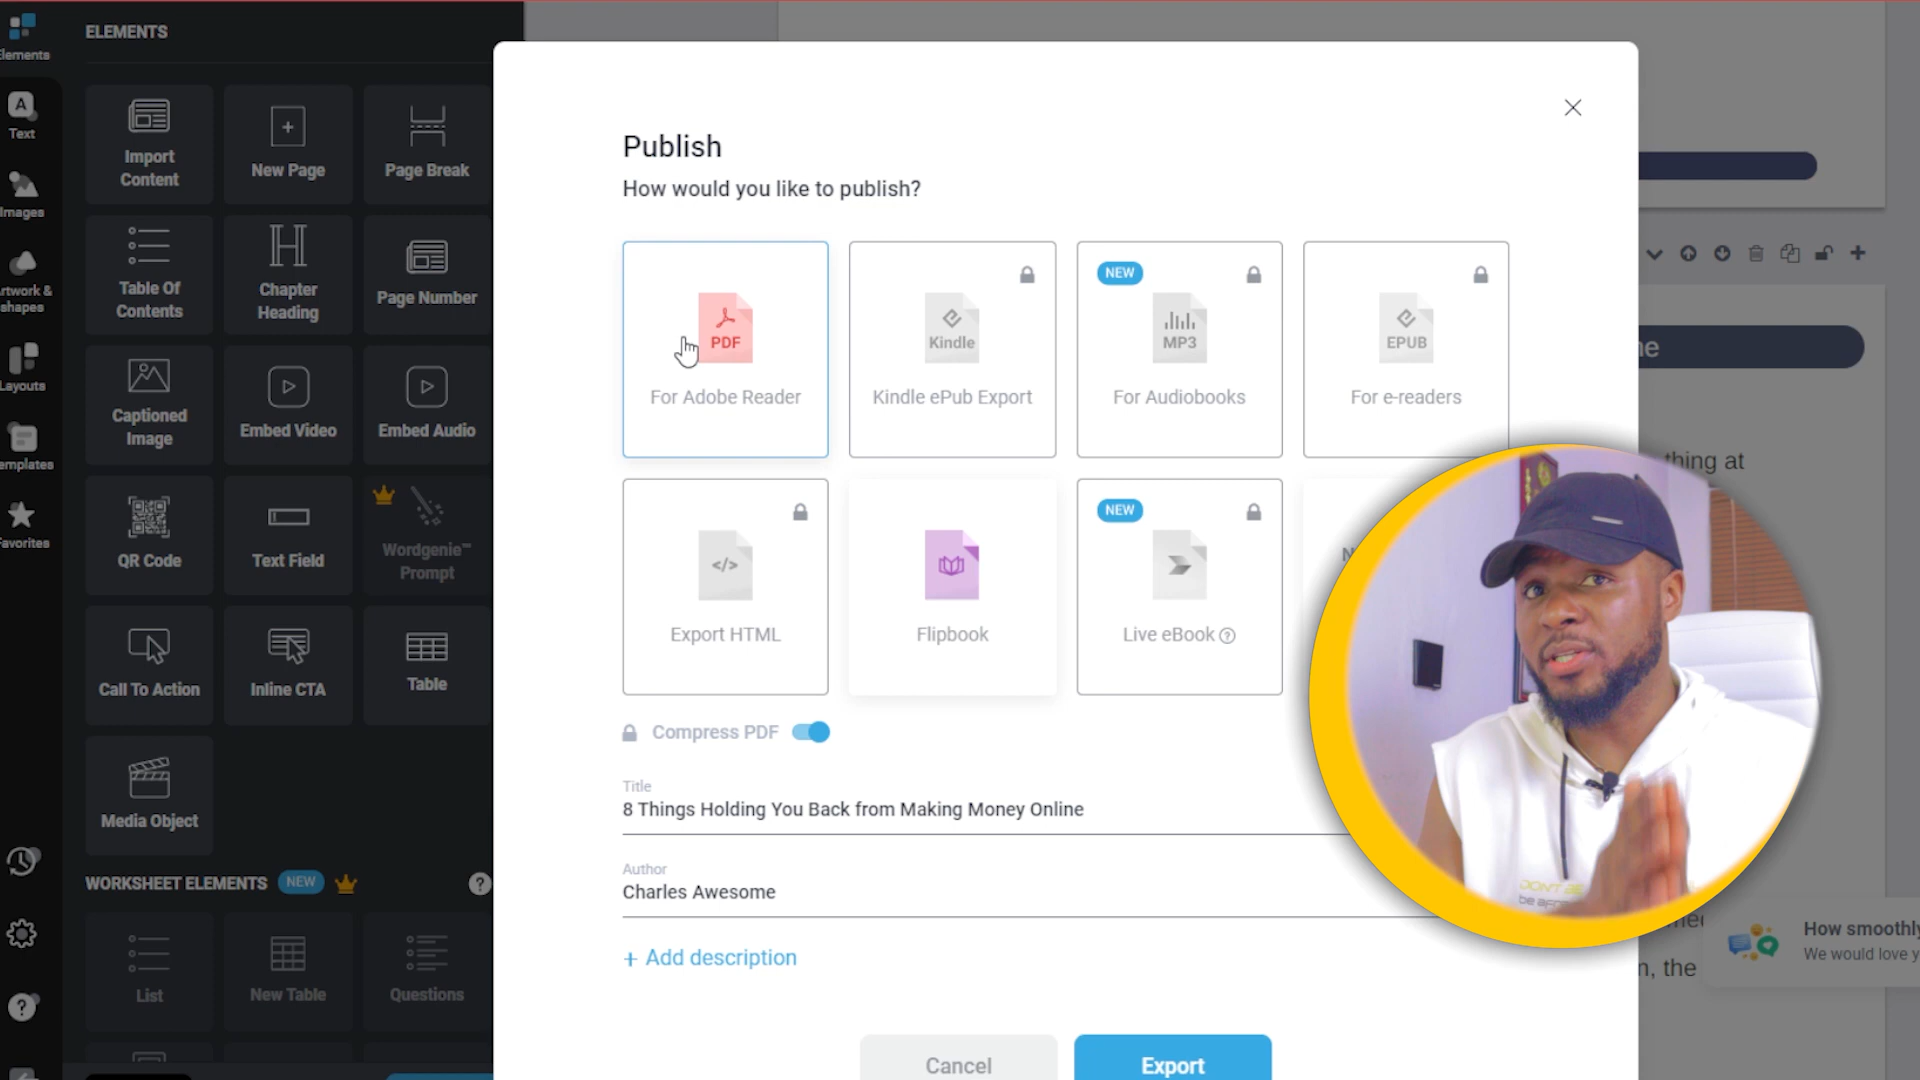 ELEMENTS
Elements
Text
Images
Artwork &
shapes
Layouts
Templates
Favorites
Import
Content
New Page
Page Break
Table Of
Contents
Chapter
Heading
Page Number
Captioned
Image
Embed Video
Embed Audio
QR Code
Text Field
Wordgenie™
Prompt
Call To Action
Inline CTA
Table
Media Object
WORKSHEET ELEMENTS NEW ?
List
New Table
Questions
Publish
How would you like to publish?
PDF
For Adobe Reader
Kindle
Kindle ePub Export
NEW
MP3
For Audiobooks
EPUB
For e-readers
</>
Export HTML
Flipbook
NEW
Live eBook ?
Compress PDF
Title
8 Things Holding You Back from Making Money Online
Author
Charles Awesome
+ Add description
Cancel
Export
thing at
n, the
DON'T BE
How smoothly
We would love